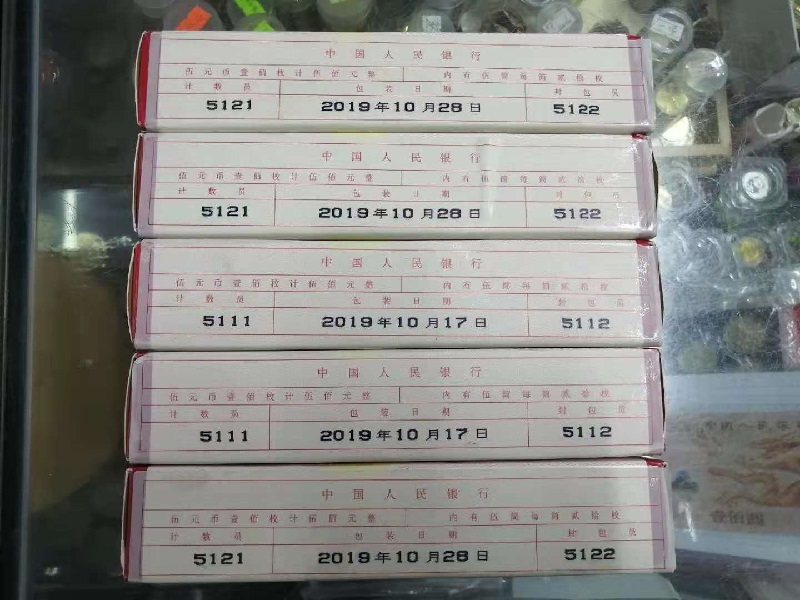 中国人民银行
伍元币壹佰枚计伍佰元整 内有伍筒每筒贰拾枚
计数员 包装日期 封包员
5121 2019年10月28日 5122
中国人民银行
伍元币壹佰枚计伍佰元整 内有伍筒每筒贰拾枚
计数员 包装日期 封包员
5121 2019年10月28日 5122
中国人民银行
伍元币壹佰枚计伍佰元整 内有伍筒每筒贰拾枚
计数员 包装日期 封包员
5111 2019年10月17日 5112
中国人民银行
伍元币壹佰枚计伍佰元整 内有伍筒每筒贰拾枚
计数员 包装日期 封包员
5111 2019年10月17日 5112
中国人民银行
伍元币壹佰枚计伍佰元整 内有伍筒每筒贰拾枚
计数员 包装日期 封包员
5121 2019年10月28日 5122